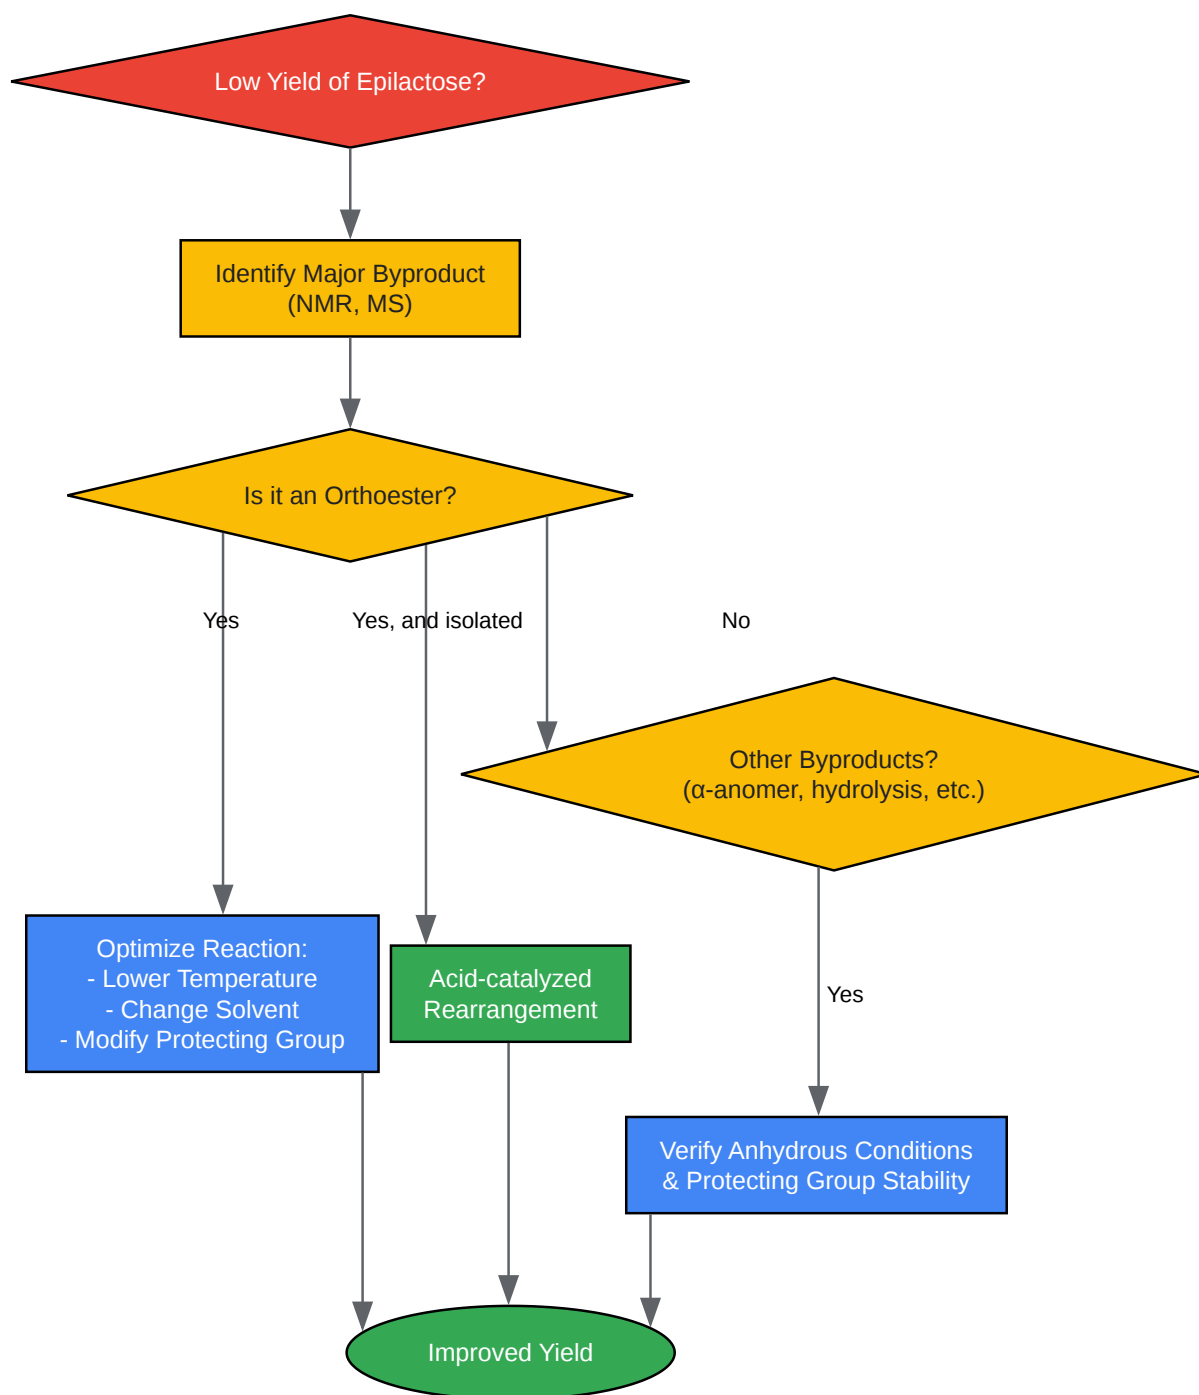 Low Yield of Epilactose?
Identify Major Byproduct
(NMR, MS)
Is it an Orthoester?
Yes
Yes, and isolated
No
Other Byproducts?
(α-anomer, hydrolysis, etc.)
Optimize Reaction:
- Lower Temperature
- Change Solvent
- Modify Protecting Group
Acid-catalyzed
Rearrangement
Yes
Verify Anhydrous Conditions
& Protecting Group Stability
Improved Yield